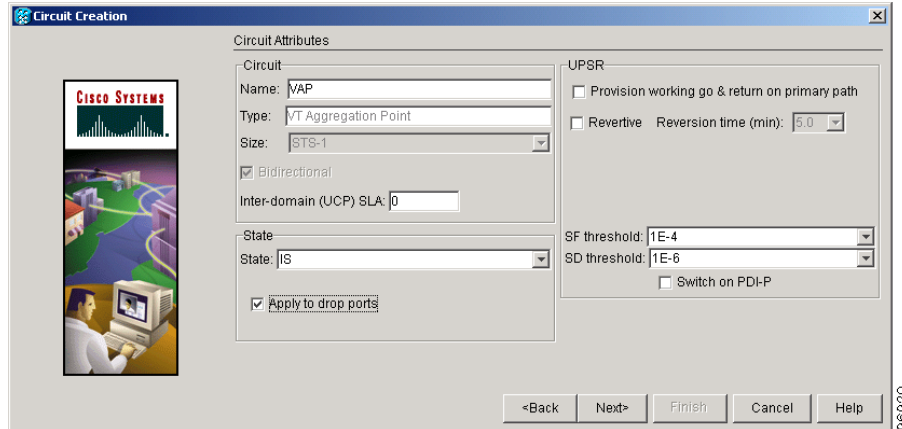 Circuit Creation
Circuit Attributes
CISCO SYSTEMS
Circuit
Name: VAP
Type: VT Aggregation Point
Size: STS-1
Bidirectional
Inter-domain (UCP) SLA: 0
State
State: IS
Apply to drop ports
UPSR
Provision working go & return on primary path
Revertive Reversion time (min): 5.0
SF threshold: 1E-4
SD threshold: 1E-6
Switch on PDI-P
<Back Next> Finish Cancel Help